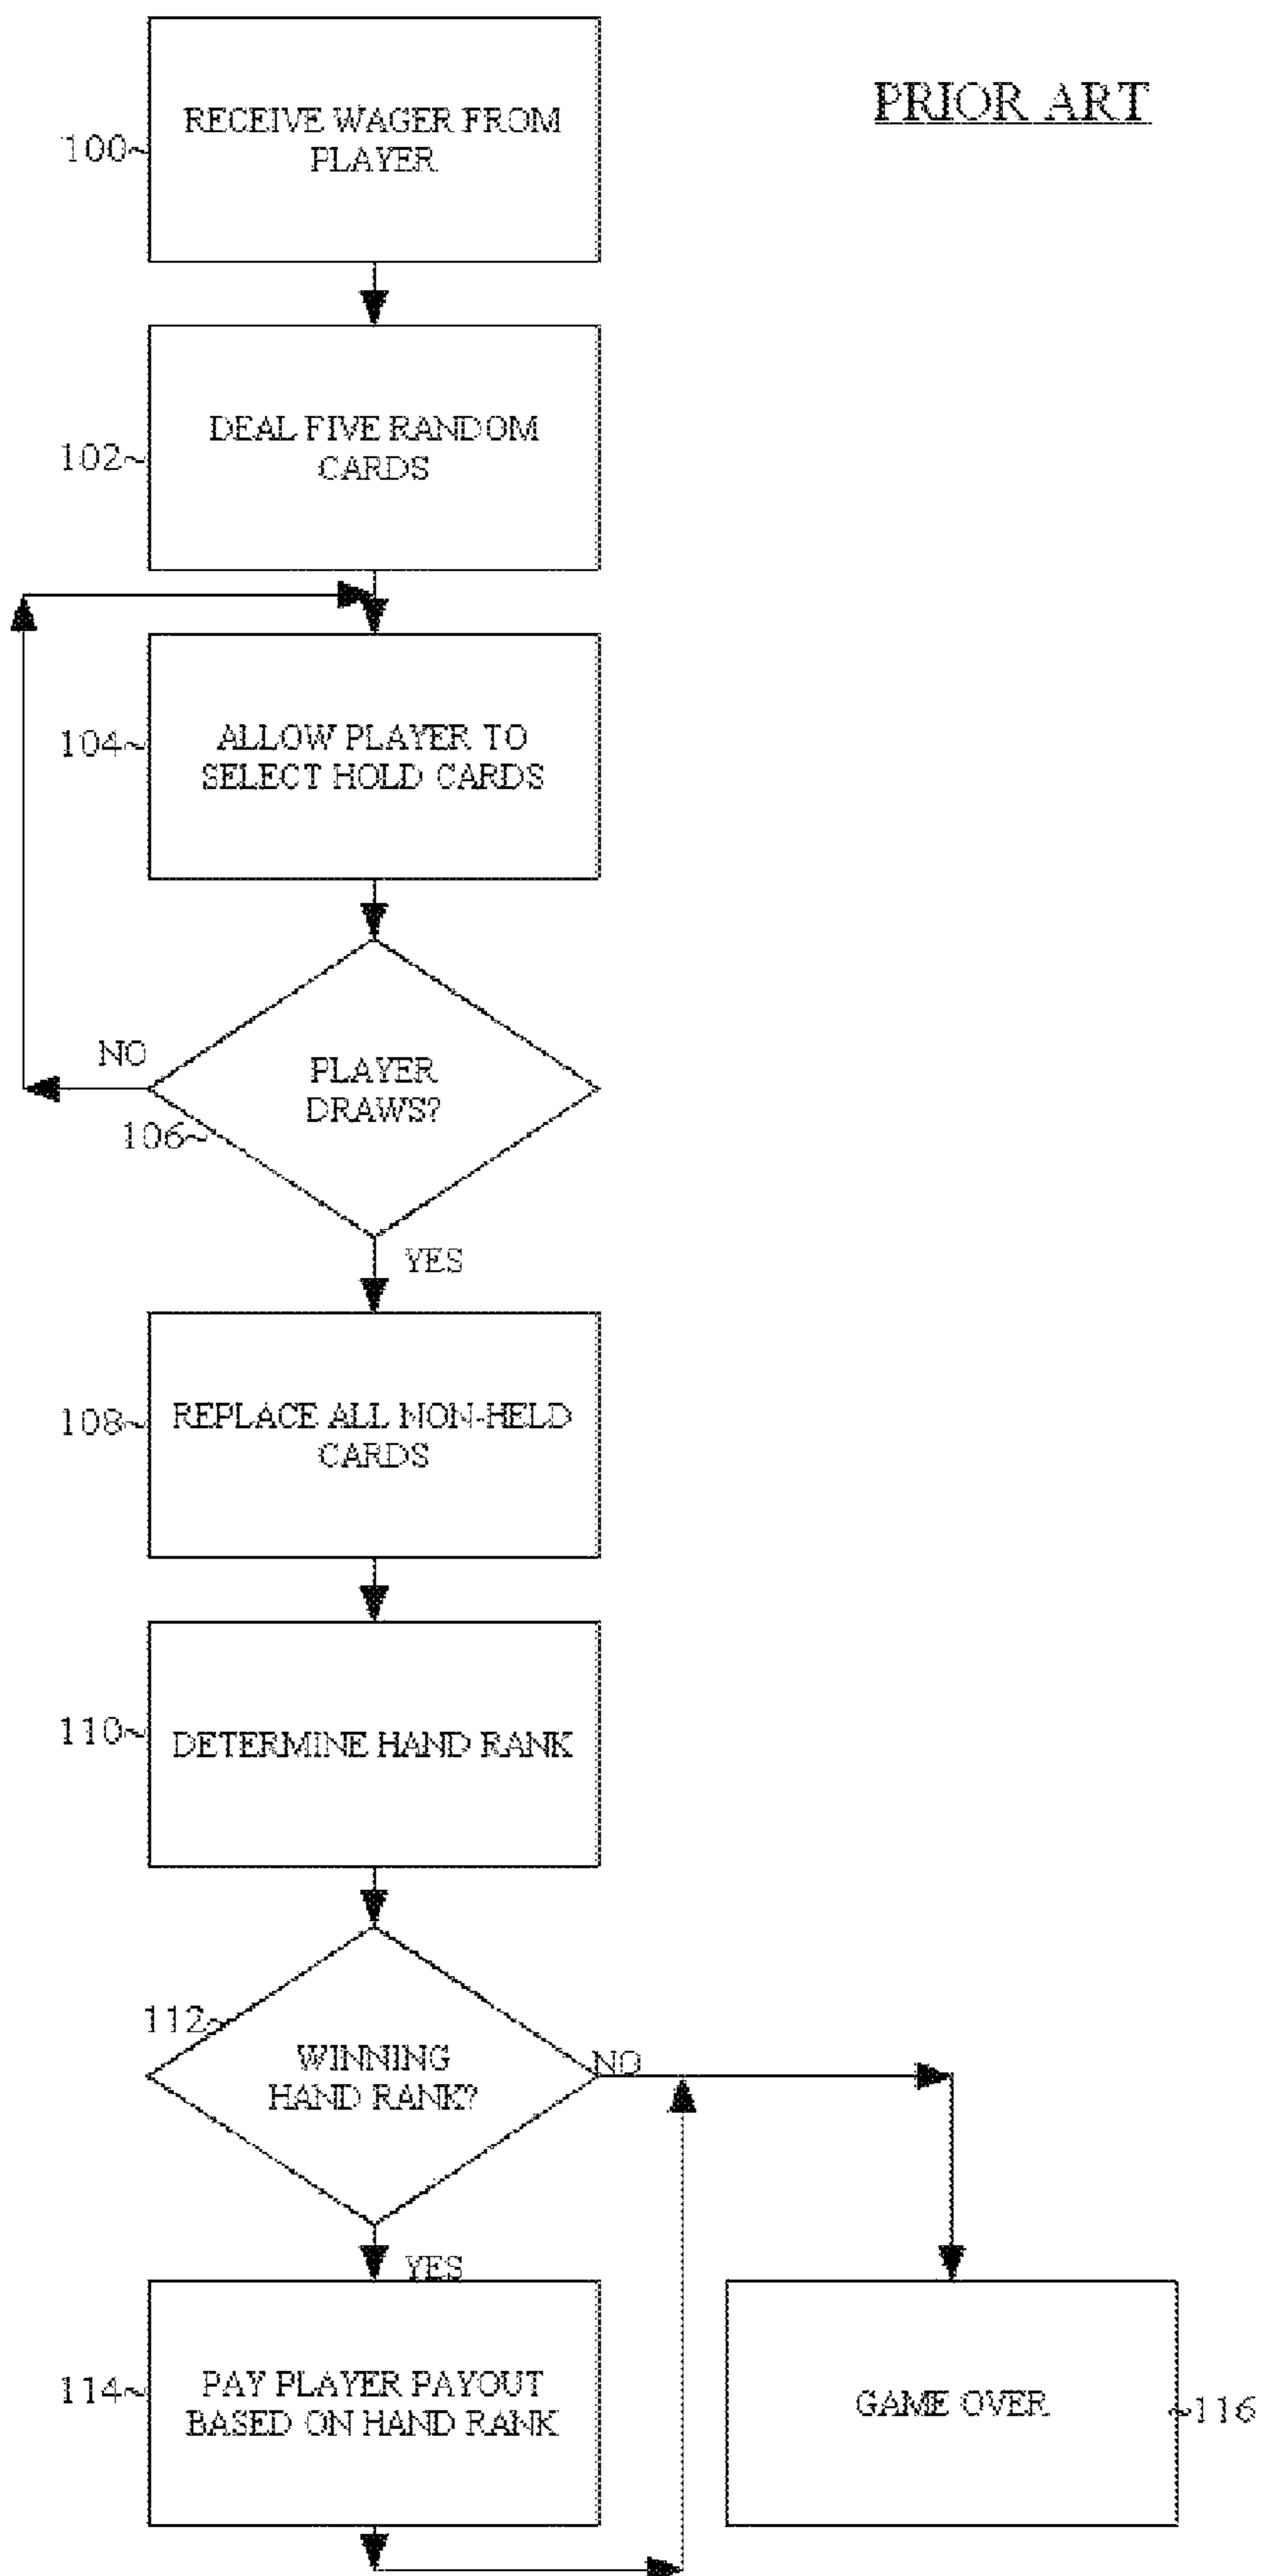 PRIOR ART
RECEIVE WAGER FROM
PLAYER
100~
DEAL FIVE RANDOM
CARDS
102~
ALLOW PLAYER TO
SELECT HOLD CARDS
104~
NO
PLAYER
DRAWS?
106~
YES
REPLACE ALL NON-HELD
CARDS
108~
DETERMINE HAND RANK
110~
112~
WINNING
HAND RANK?
NO
YES
PAY PLAYER PAYOUT
BASED ON HAND RANK
114~
GAME OVER
~116